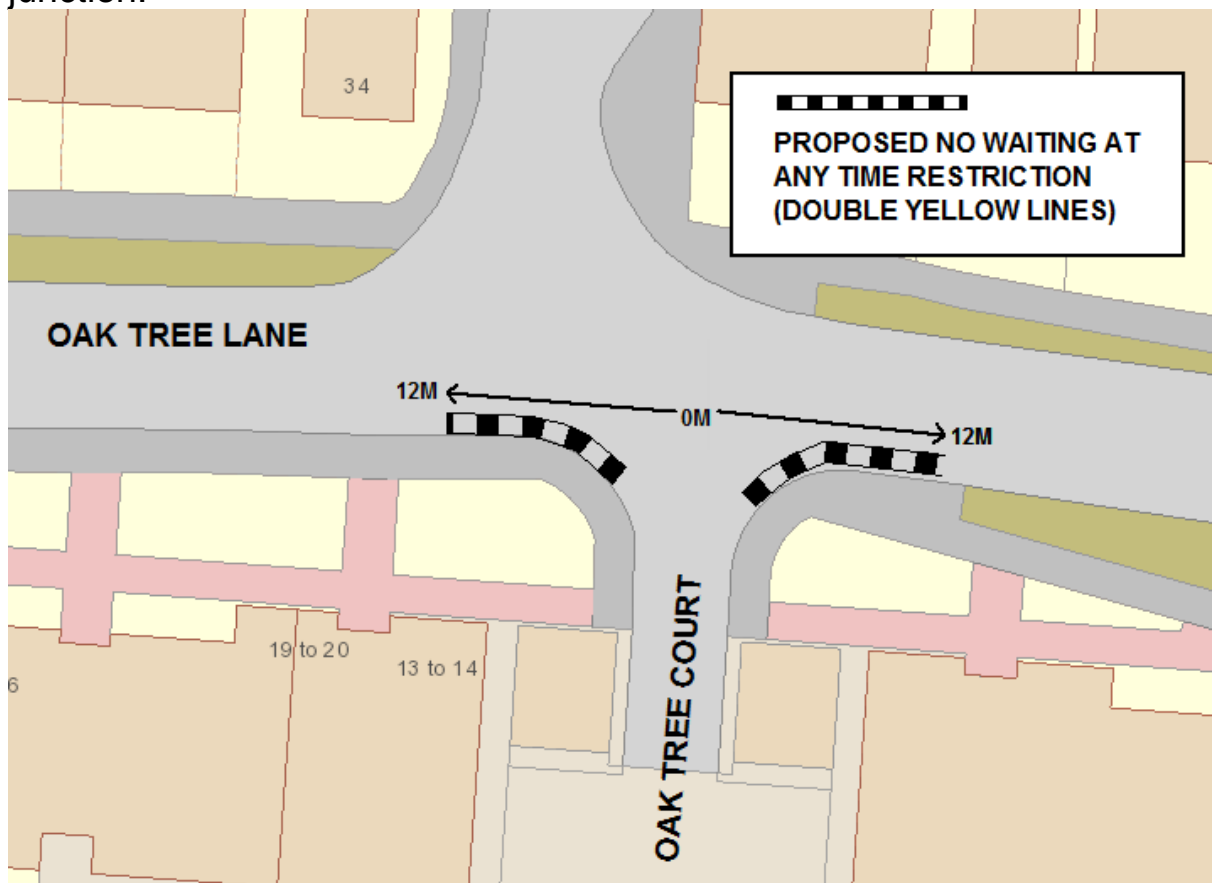 junction.
34
PROPOSED NO WAITING AT
ANY TIME RESTRICTION
(DOUBLE YELLOW LINES)
OAK TREE LANE
12M
0M
12M
OAK TREE COURT
19 to 20
13 to 14
6